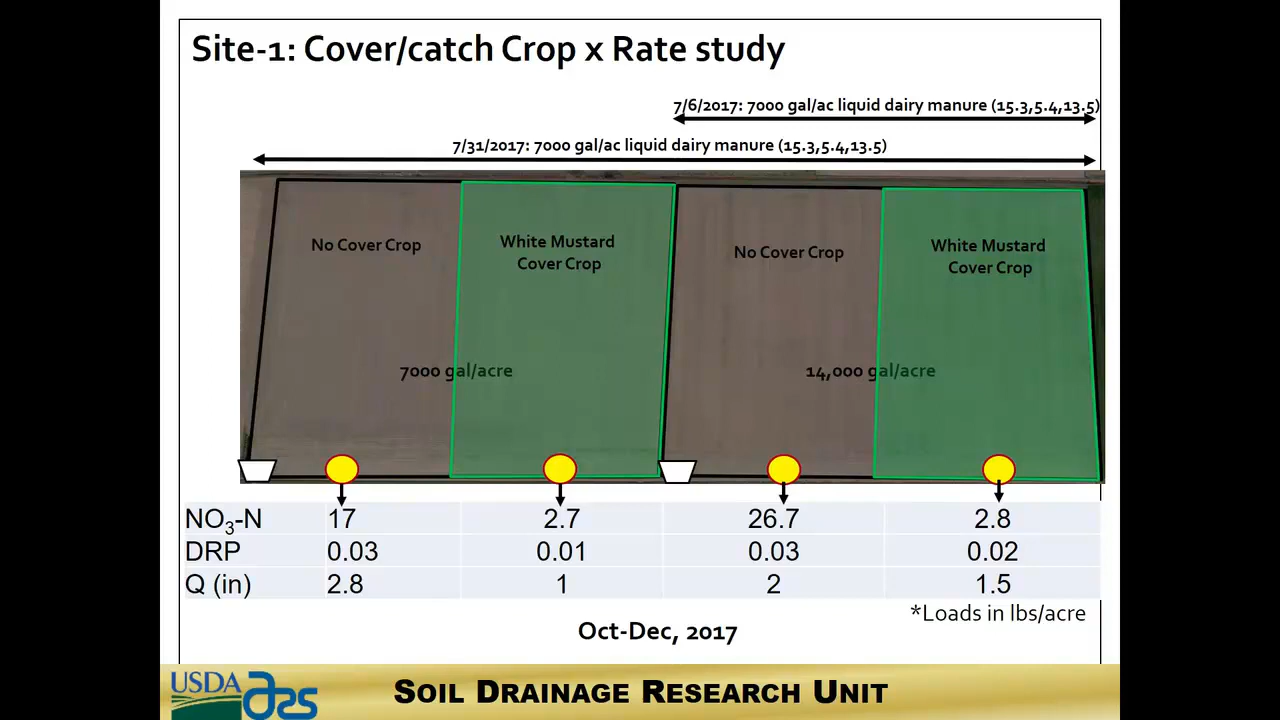 Site-1: Cover/catch Crop x Rate study
7/6/2017: 7000 gal/ac liquid dairy manure (15.3,5.4,13.5)
7/31/2017: 7000 gal/ac liquid dairy manure (15.3,5.4,13.5)
No Cover Crop
White Mustard
Cover Crop
No Cover Crop
White Mustard
Cover Crop
7000 gal/acre
14,000 gal/acre
NO₃-N 17 2.7 26.7 2.8
DRP 0.03 0.01 0.03 0.02
Q (in) 2.8 1 2 1.5
*Loads in lbs/acre
Oct-Dec, 2017
USDA ars
SOIL DRAINAGE RESEARCH UNIT